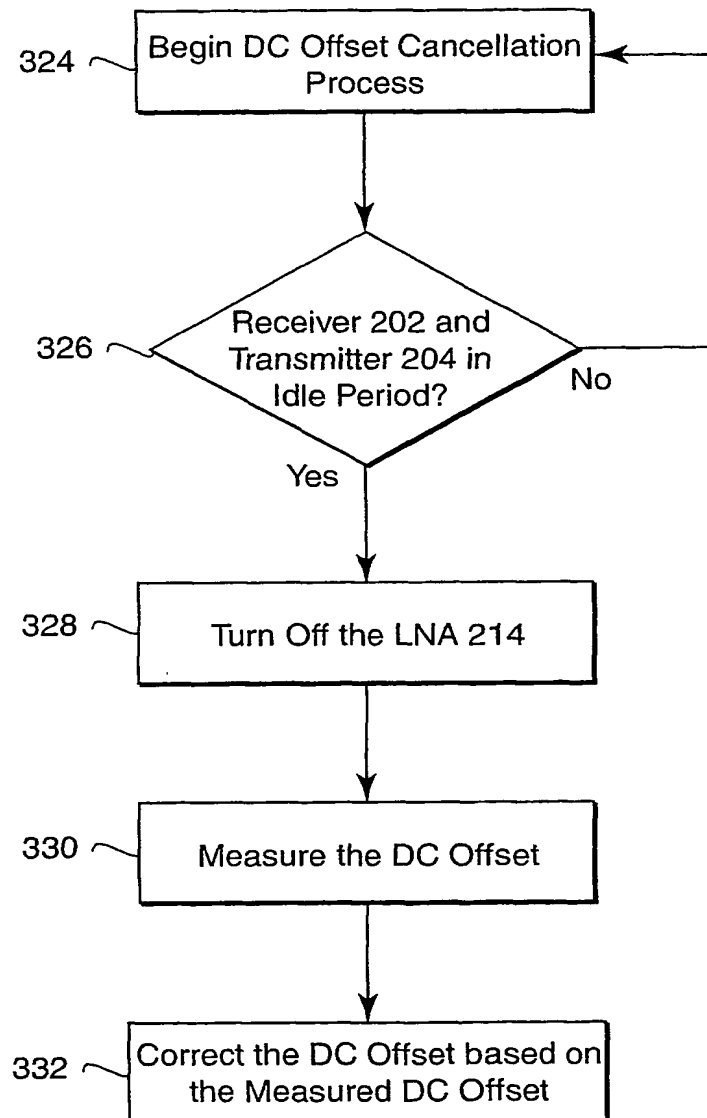 324
Begin DC Offset Cancellation
Process
326
Receiver 202 and
Transmitter 204 in
Idle Period?
No
Yes
328
Turn Off the LNA 214
330
Measure the DC Offset
332
Correct the DC Offset based on
the Measured DC Offset